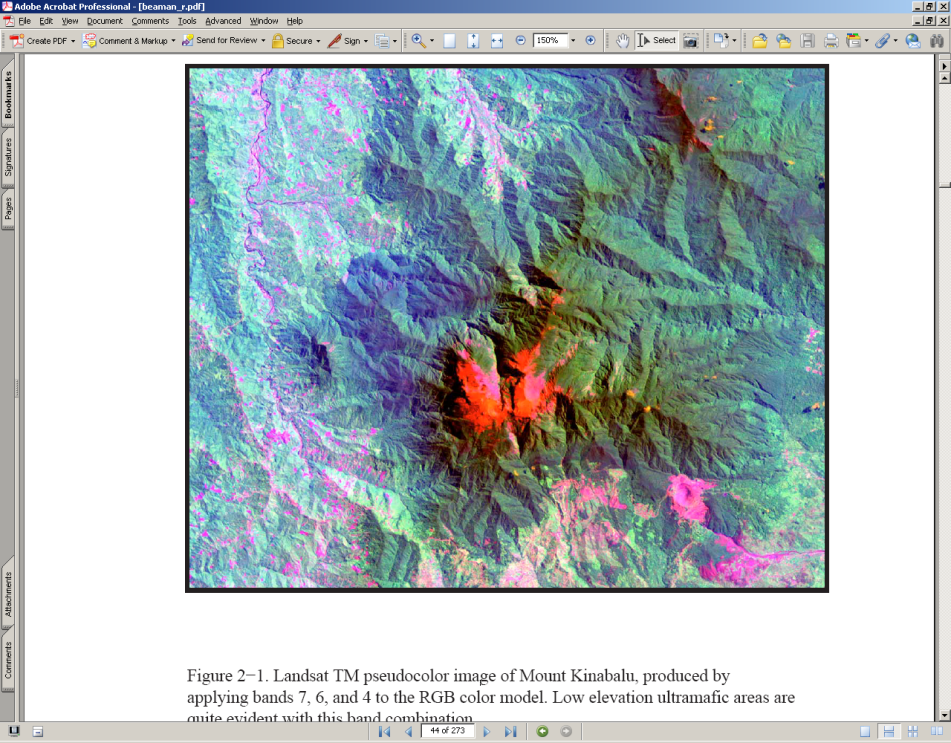 Adobe Acrobat Professional - [beaman_r.pdf]
File Edit View Document Comments Tools Advanced Window Help
Create PDF Comment & Markup Send for Review Secure Sign 150% Select
Bookmarks
Signatures
Pages
Attachments
Comments
Figure 2−1. Landsat TM pseudocolor image of Mount Kinabalu, produced by
applying bands 7, 6, and 4 to the RGB color model. Low elevation ultramafic areas are
quite evident with this band combination.
44 of 273